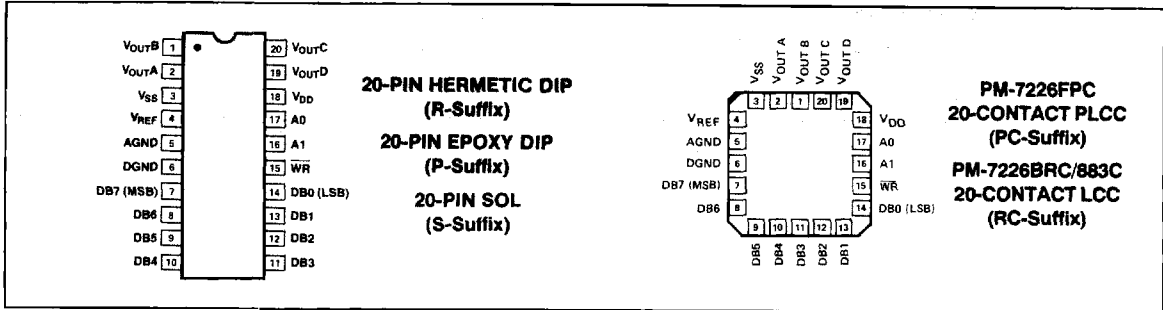 VOUTB 1 20 VOUTC
VOUTA 2 19 VOUTD
VSS 3 18 VDD
VREF 4 17 A0
AGND 5 16 A1
DGND 6 15 WR
DB7 (MSB) 7 14 DB0 (LSB)
DB6 8 13 DB1
DB5 9 12 DB2
DB4 10 11 DB3
20-PIN HERMETIC DIP
(R-Suffix)
20-PIN EPOXY DIP
(P-Suffix)
20-PIN SOL
(S-Suffix)
VSS VOUT A VOUT B VOUT C VOUT D
3 2 1 20 19
VREF 4 18 VDD
AGND 5 17 A0
DGND 6 16 A1
DB7 (MSB) 7 15 WR
DB6 8 14 DB0 (LSB)
9 10 11 12 13
DB5 DB4 DB3 DB2 DB1
PM-7226FPC
20-CONTACT PLCC
(PC-Suffix)
PM-7226BRC/883C
20-CONTACT LCC
(RC-Suffix)